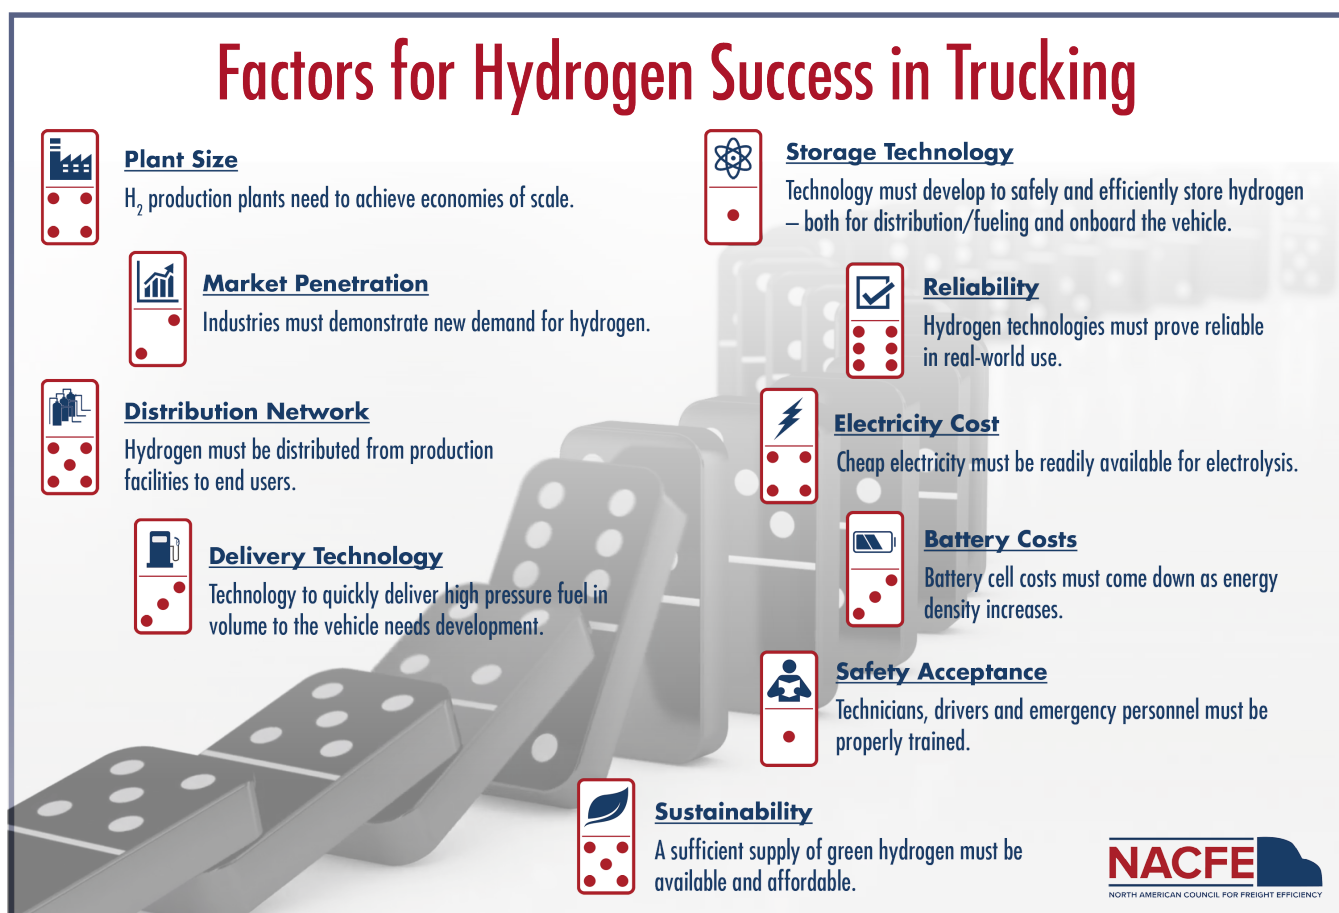 Factors for Hydrogen Success in Trucking
Plant Size
H₂ production plants need to achieve economies of scale.
Market Penetration
Industries must demonstrate new demand for hydrogen.
Distribution Network
Hydrogen must be distributed from production
facilities to end users.
Delivery Technology
Technology to quickly deliver high pressure fuel in
volume to the vehicle needs development.
Storage Technology
Technology must develop to safely and efficiently store hydrogen
– both for distribution/fueling and onboard the vehicle.
Reliability
Hydrogen technologies must prove reliable
in real-world use.
Electricity Cost
Cheap electricity must be readily available for electrolysis.
Battery Costs
Battery cell costs must come down as energy
density increases.
Safety Acceptance
Technicians, drivers and emergency personnel must be
properly trained.
Sustainability
A sufficient supply of green hydrogen must be
available and affordable.
NACFE
NORTH AMERICAN COUNCIL FOR FREIGHT EFFICIENCY